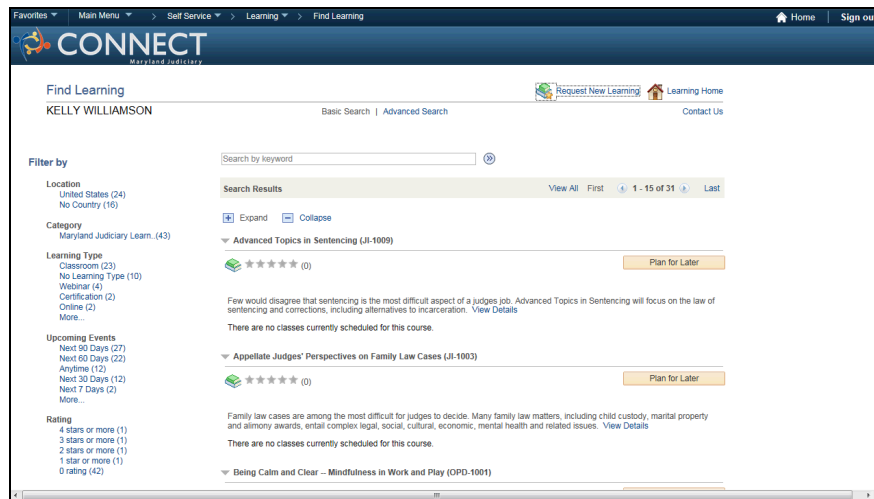 Favorites Main Menu > Self Service > Learning > Find Learning
Home Sign ou
CONNECT
Maryland Judiciary
Find Learning
Request New Learning Learning Home
KELLY WILLIAMSON
Basic Search | Advanced Search
Contact Us
Filter by
Location
United States (24)
No Country (16)
Category
Maryland Judiciary Learn..(43)
Learning Type
Classroom (23)
No Learning Type (10)
Webinar (4)
Certification (2)
Online (2)
More...
Upcoming Events
Next 90 Days (27)
Next 60 Days (22)
Anytime (12)
Next 30 Days (12)
Next 7 Days (2)
More...
Rating
4 stars or more (1)
3 stars or more (1)
2 stars or more (1)
1 star or more (1)
0 rating (42)
Search by keyword
Search Results View All First 1 - 15 of 31 Last
Expand Collapse
Advanced Topics in Sentencing (JI-1009)
(0)
Plan for Later
Few would disagree that sentencing is the most difficult aspect of a judges job. Advanced Topics in Sentencing will focus on the law of
sentencing and corrections, including alternatives to incarceration. View Details
There are no classes currently scheduled for this course.
Appellate Judges' Perspectives on Family Law Cases (JI-1003)
(0)
Plan for Later
Family law cases are among the most difficult for judges to decide. Many family law matters, including child custody, marital property
and alimony awards, entail complex legal, social, cultural, economic, mental health and related issues. View Details
There are no classes currently scheduled for this course.
Being Calm and Clear -- Mindfulness in Work and Play (OPD-1001)